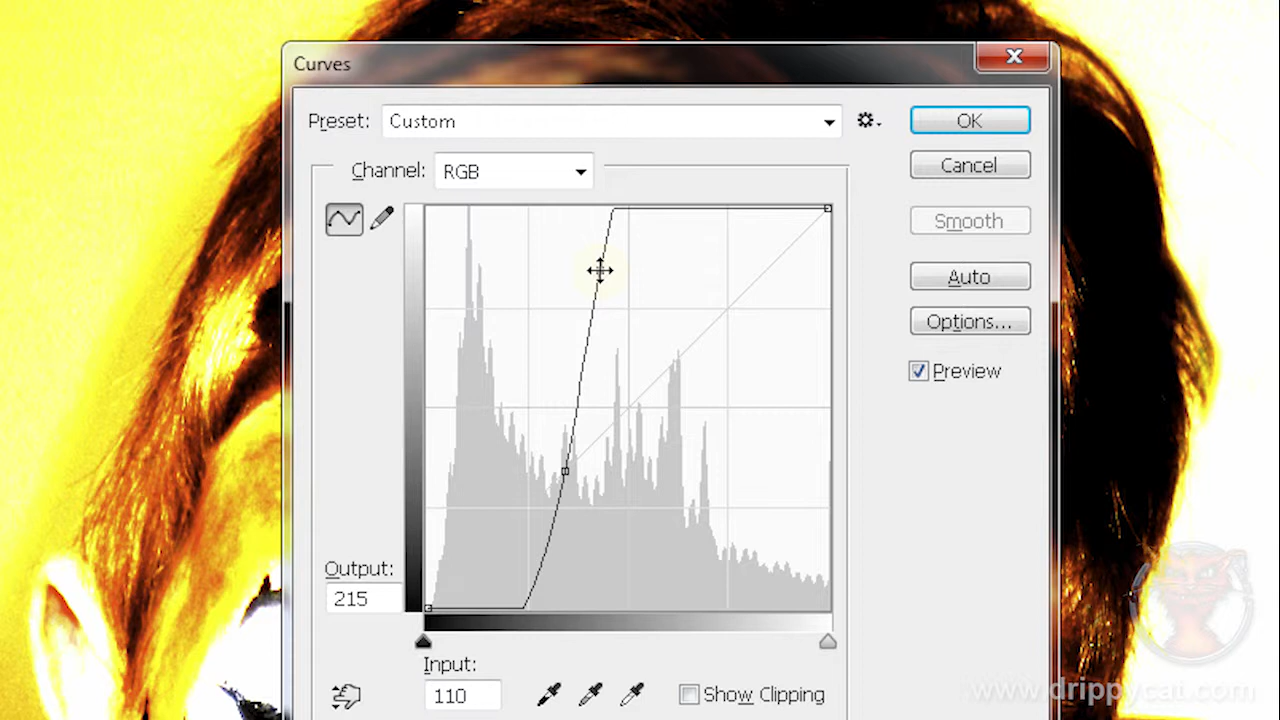 Curves
Preset: Custom
OK
Channel: RGB
Cancel
Smooth
Auto
Options...
Preview
Output:
215
Input:
110
Show Clipping
www.drippycat.com